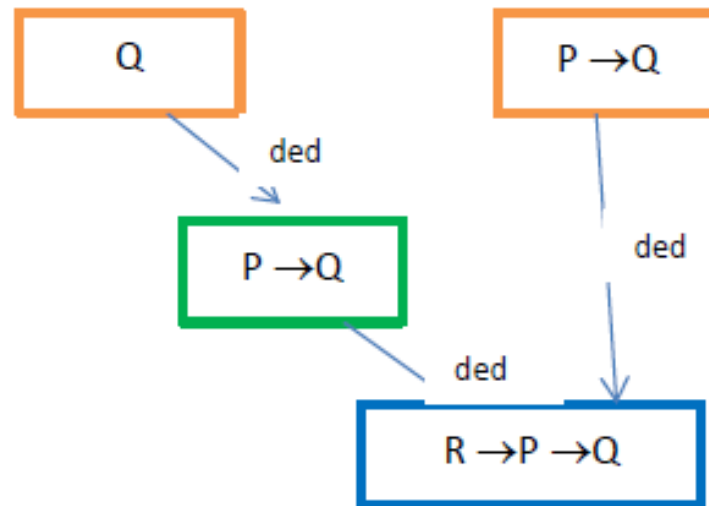 Q
P →Q
ded
P →Q
ded
ded
R →P →Q